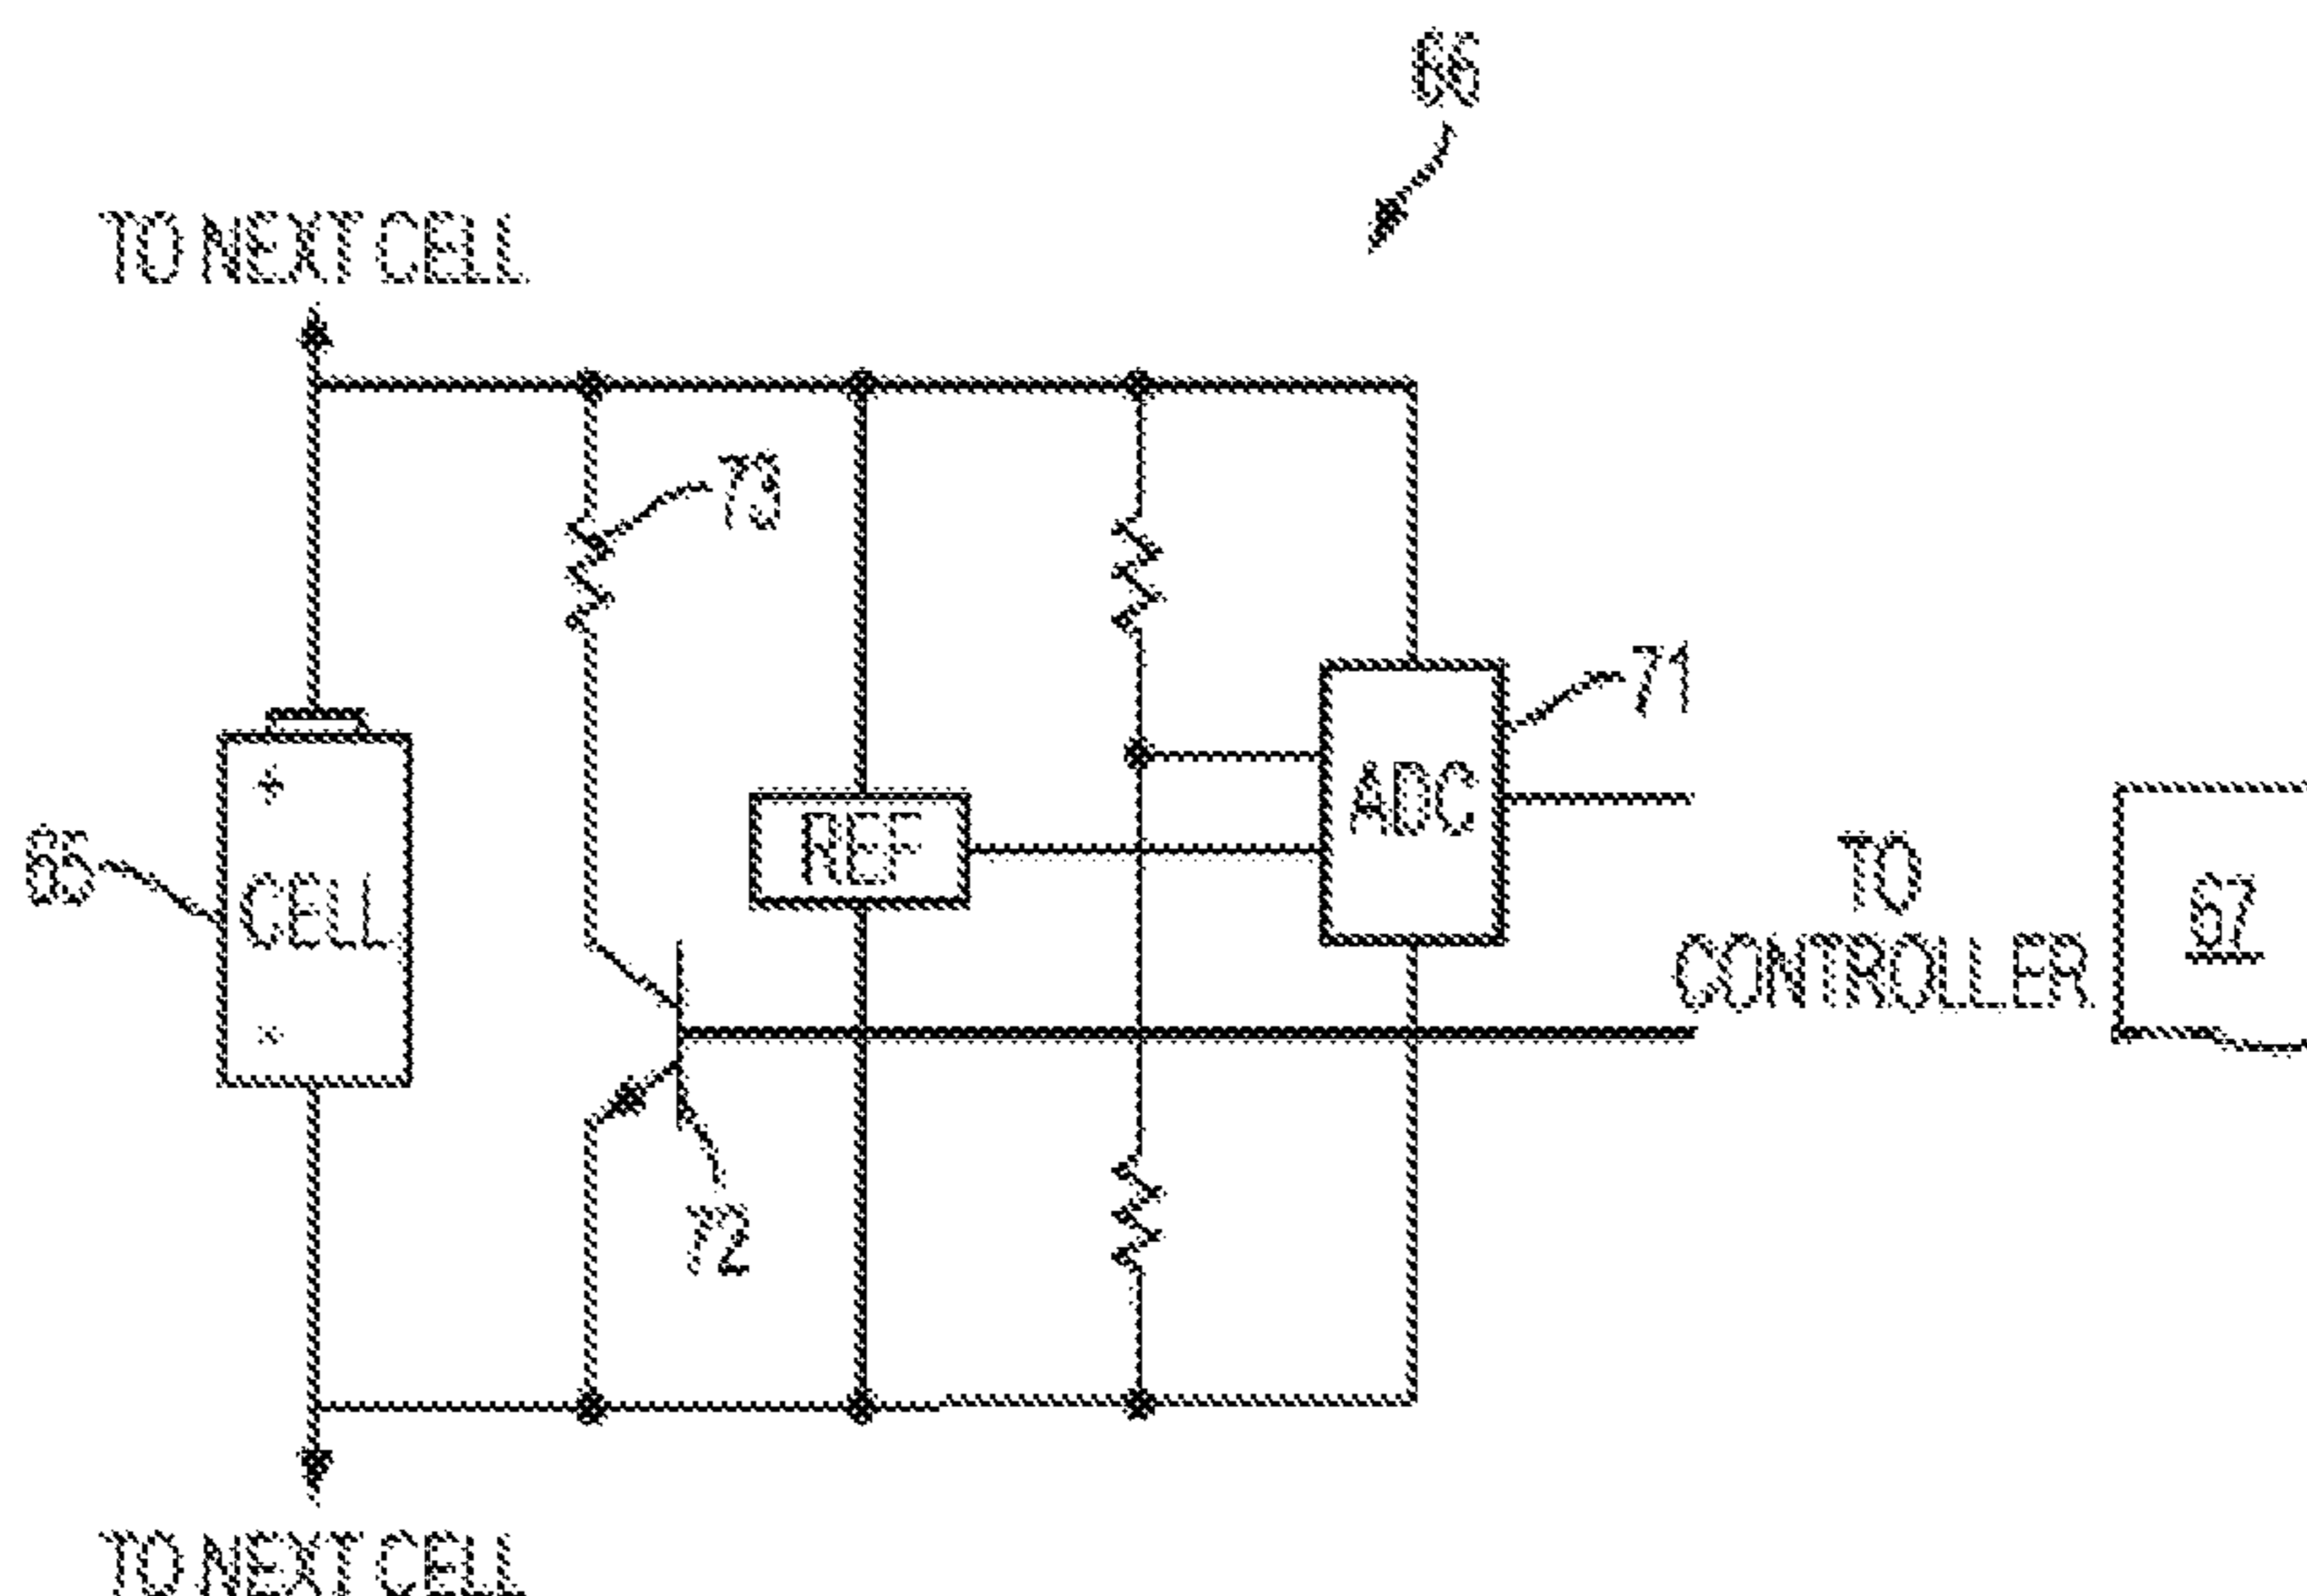 66
TO NEXT CELL
73
71
+
ADC
REF
65
CELL
TO
CONTROLLER
67
-
72
TO NEXT CELL